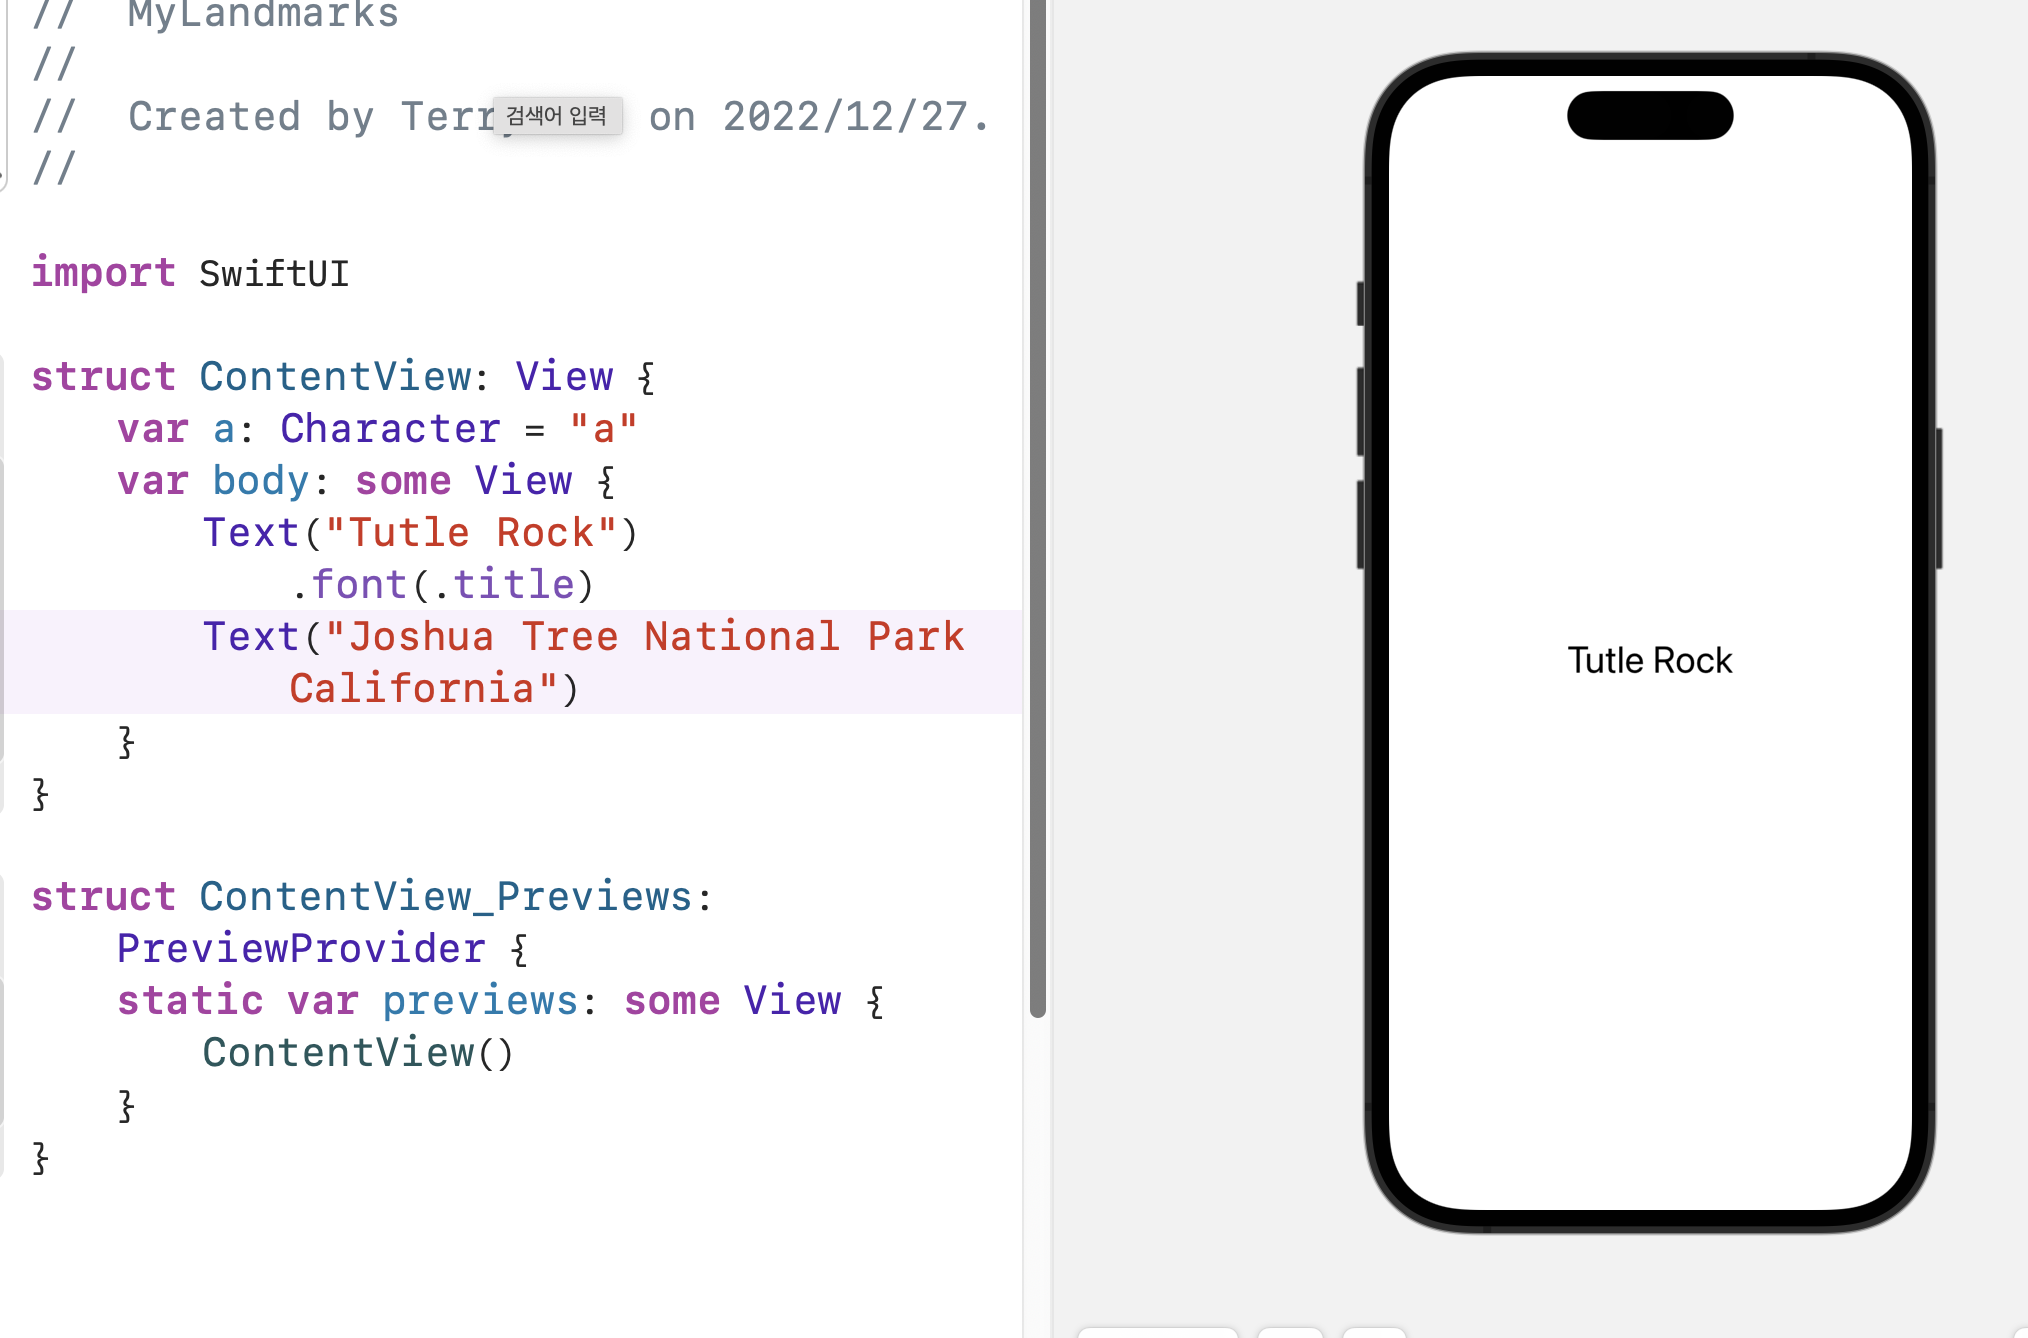 //  MyLandmarks
//
//  Created by Terry 검색어 입력 on 2022/12/27.
//
import SwiftUI
struct ContentView: View {
    var a: Character = "a"
    var body: some View {
        Text("Tutle Rock")
            .font(.title)
        Text("Joshua Tree National Park
            California")
    }
}
struct ContentView_Previews:
    PreviewProvider {
    static var previews: some View {
        ContentView()
    }
}
Tutle Rock